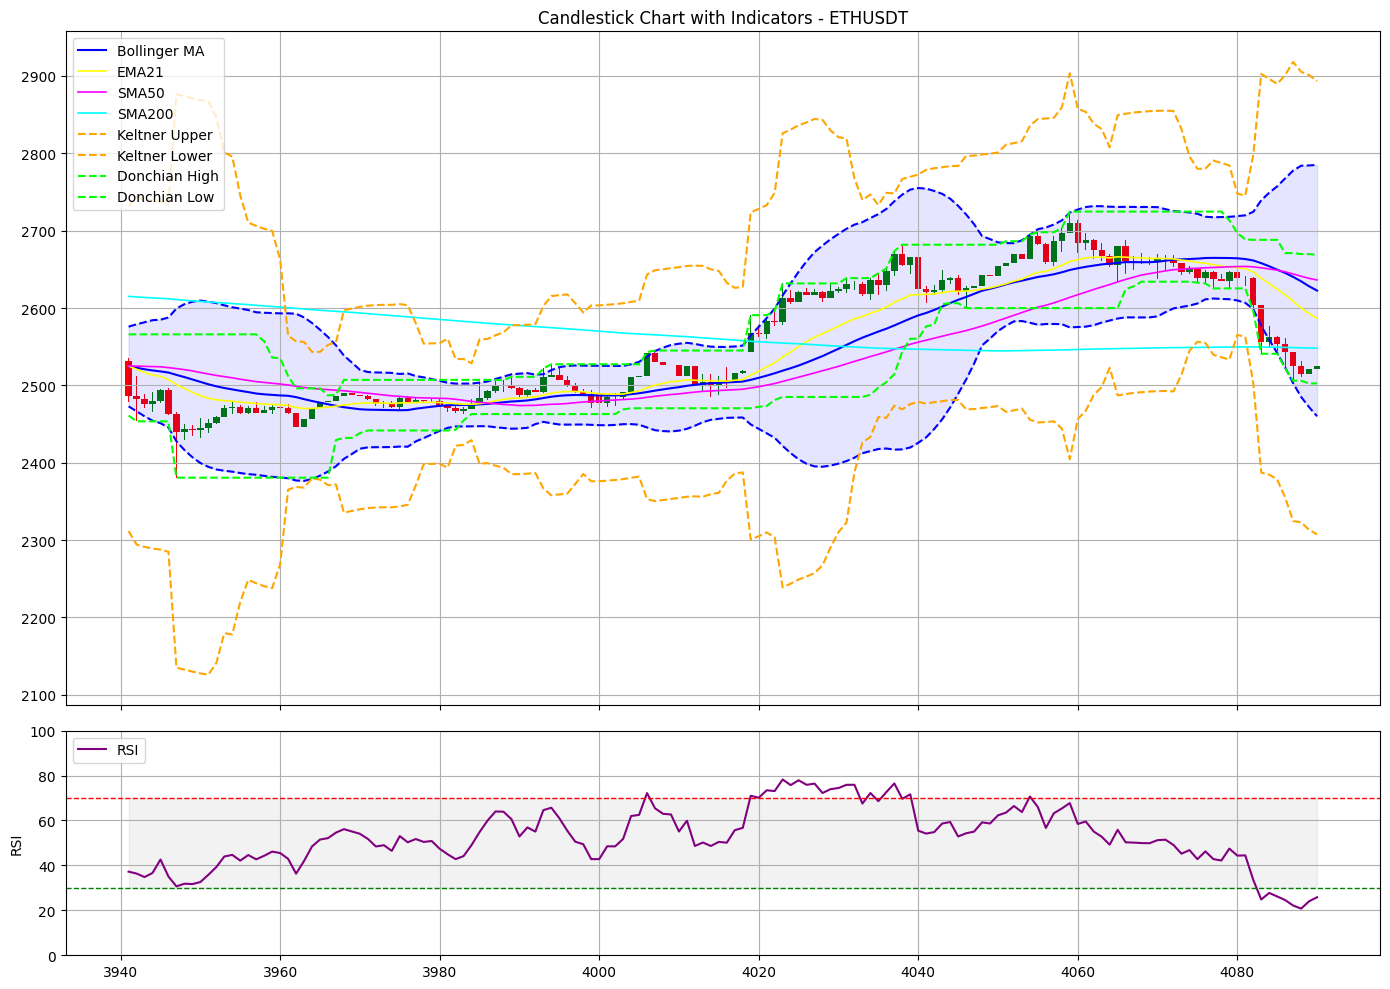 Candlestick Chart with Indicators - ETHUSDT
Bollinger MA
EMA21
SMA50
SMA200
Keltner Upper
Keltner Lower
Donchian High
Donchian Low
2900
2800
2700
2600
2500
2400
2300
2200
2100
RSI
100
80
60
40
20
0
RSI
3940 3960 3980 4000 4020 4040 4060 4080